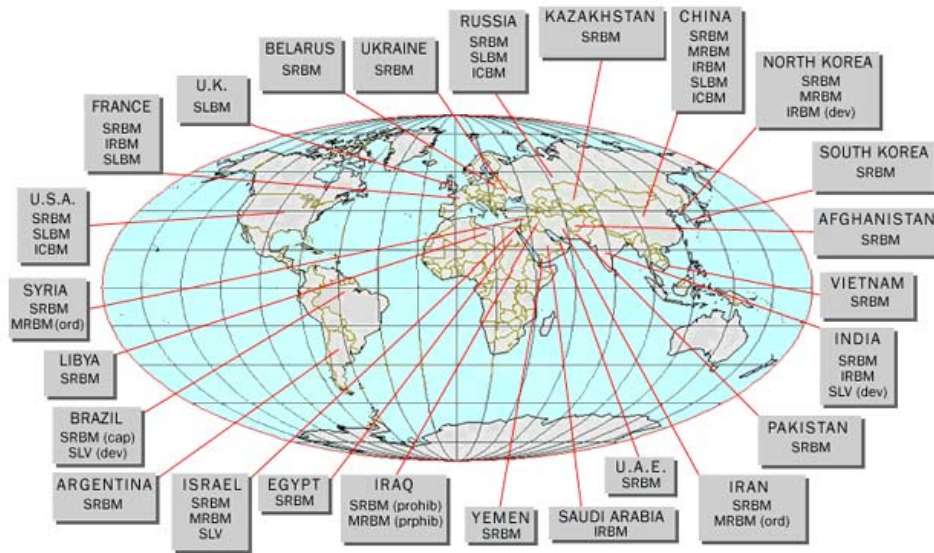 RUSSIA
SRBM
SLBM
ICBM
KAZAKHSTAN
SRBM
CHINA
SRBM
MRBM
IRBM
SLBM
ICBM
BELARUS
SRBM
UKRAINE
SRBM
NORTH KOREA
SRBM
MRBM
IRBM (dev)
U.K.
SLBM
FRANCE
SRBM
IRBM
SLBM
SOUTH KOREA
SRBM
U.S.A.
SRBM
SLBM
ICBM
AFGHANISTAN
SRBM
SYRIA
SRBM
MRBM (ord)
VIETNAM
SRBM
LIBYA
SRBM
INDIA
SRBM
IRBM
SLV (dev)
BRAZIL
SRBM (cap)
SLV (dev)
PAKISTAN
SRBM
ARGENTINA
SRBM
ISRAEL
SRBM
MRBM
SLV
EGYPT
SRBM
IRAQ
SRBM (prohib)
MRBM (prphib)
YEMEN
SRBM
SAUDI ARABIA
IRBM
U.A.E.
SRBM
IRAN
SRBM
MRBM (ord)